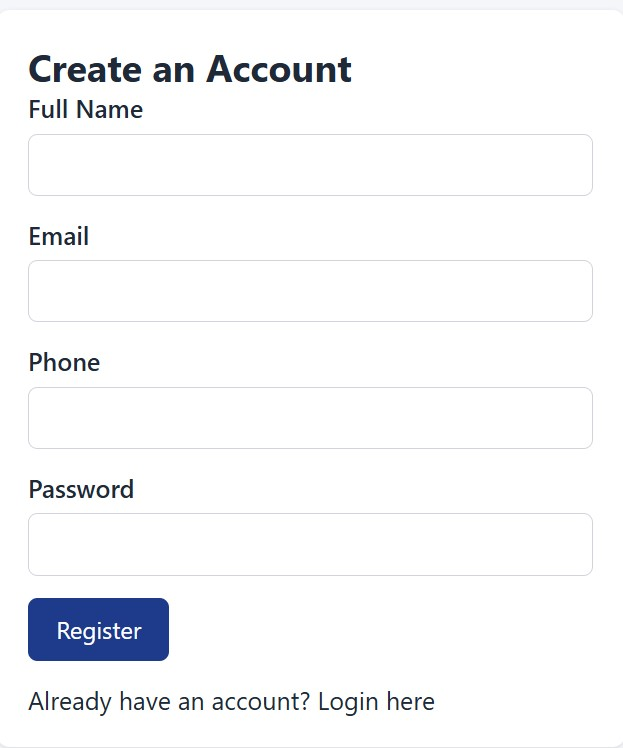 Create an Account
Full Name
Email
Phone
Password
Register
Already have an account? Login here